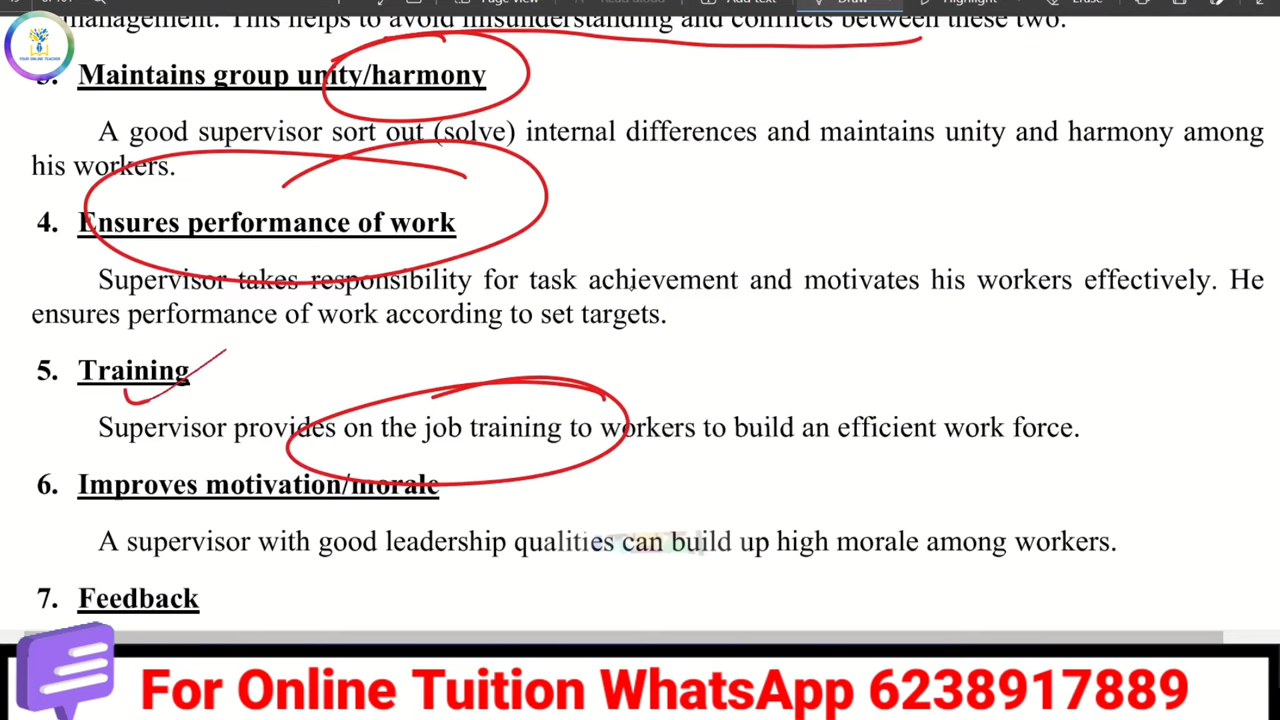 management. This helps to avoid misunderstanding and conflicts between these two.
Maintains group unity/harmony
A good supervisor sort out (solve) internal differences and maintains unity and harmony among
his workers.
4. Ensures performance of work
Supervisor takes responsibility for task achievement and motivates his workers effectively. He
ensures performance of work according to set targets.
5. Training
Supervisor provides on the job training to workers to build an efficient work force.
6. Improves motivation/morale
A supervisor with good leadership qualities can build up high morale among workers.
7. Feedback
YOUR ONLINE TEACHER
For Online Tuition WhatsApp 6238917889